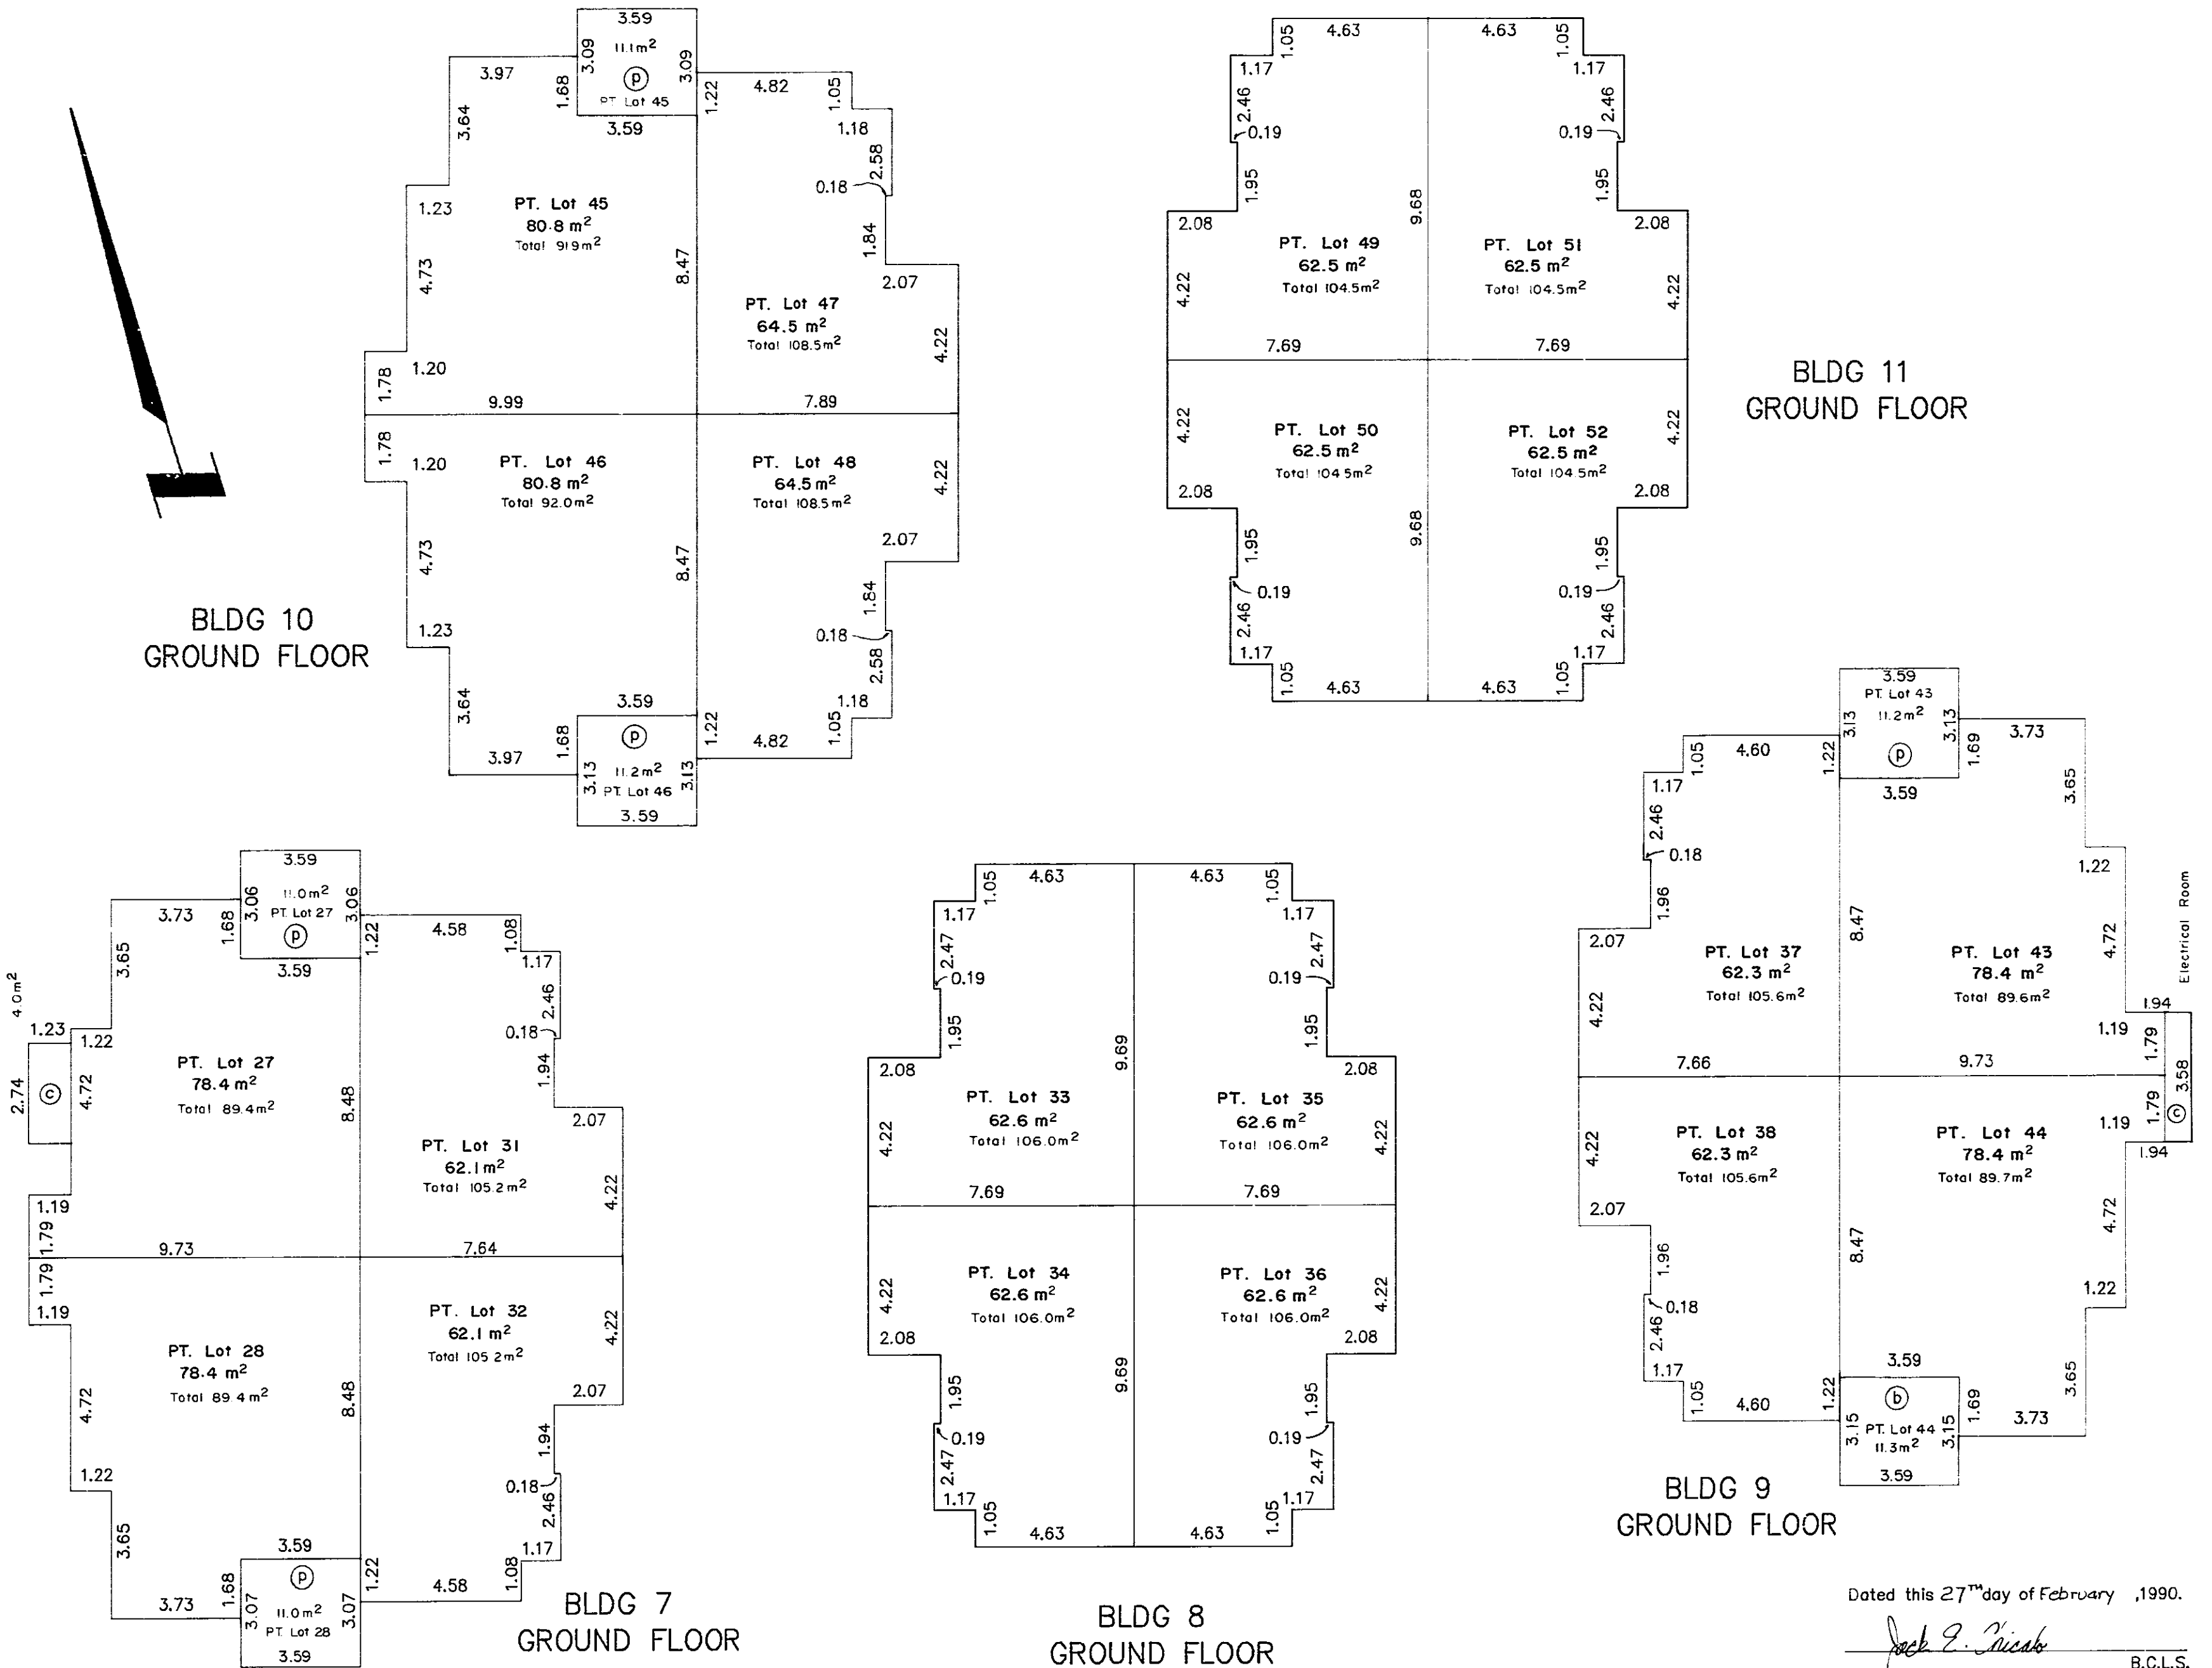 3.59
11.1m²
3.09
3.09
p
PT. Lot 45
3.59
3.97
1.68
3.64
1.22
4.82
1.05
1.18
2.58
0.18
1.84
2.07
1.23
PT. Lot 45
80.8 m²
Total 91.9m²
4.73
8.47
PT. Lot 47
64.5 m²
Total 108.5m²
4.22
1.20
1.78
9.99
7.89
1.78
1.20
PT. Lot 46
80.8 m²
Total 92.0m²
PT. Lot 48
64.5 m²
Total 108.5m²
4.22
2.07
4.73
8.47
1.84
0.18
2.58
1.23
1.18
3.64
3.59
1.22
1.05
4.82
3.97
1.68
p
11.2m²
3.13
3.13
PT. Lot 46
3.59
BLDG 10
GROUND FLOOR
4.63
4.63
1.05
1.05
1.17
1.17
2.46
2.46
0.19
0.19
1.95
1.95
2.08
2.08
9.68
PT. Lot 49
62.5 m²
Total 104.5m²
PT. Lot 51
62.5 m²
Total 104.5m²
4.22
4.22
7.69
7.69
4.22
4.22
PT. Lot 50
62.5 m²
Total 104.5m²
PT. Lot 52
62.5 m²
Total 104.5m²
2.08
2.08
9.68
1.95
1.95
0.19
0.19
2.46
2.46
1.17
1.17
1.05
1.05
4.63
4.63
BLDG 11
GROUND FLOOR
3.59
11.0m²
3.06
3.06
PT. Lot 27
p
3.59
3.73
1.68
3.65
1.22
4.58
1.08
1.17
2.46
0.18
1.94
2.07
4.0m²
1.23
1.22
2.74
c
4.72
PT. Lot 27
78.4 m²
Total 89.4m²
8.48
PT. Lot 31
62.1 m²
Total 105.2m²
4.22
1.19
1.79
9.73
7.64
1.79
1.19
PT. Lot 28
78.4 m²
Total 89.4m²
PT. Lot 32
62.1 m²
Total 105.2m²
4.22
2.07
4.72
8.48
1.94
0.18
2.46
1.22
1.17
3.65
3.59
1.22
1.08
4.58
3.73
1.68
p
3.07
3.07
11.0m²
PT. Lot 28
3.59
BLDG 7
GROUND FLOOR
4.63
4.63
1.05
1.05
1.17
1.17
2.47
2.47
0.19
0.19
1.95
1.95
9.69
2.08
2.08
PT. Lot 33
62.6 m²
Total 106.0m²
PT. Lot 35
62.6 m²
Total 106.0m²
4.22
4.22
7.69
7.69
PT. Lot 34
62.6 m²
Total 106.0m²
PT. Lot 36
62.6 m²
Total 106.0m²
4.22
4.22
2.08
2.08
9.69
1.95
1.95
0.19
0.19
2.47
2.47
1.17
1.17
1.05
1.05
4.63
4.63
BLDG 8
GROUND FLOOR
3.59
PT. Lot 43
11.2m²
3.13
3.13
p
3.59
4.60
1.22
1.05
1.17
2.46
0.18
1.96
2.07
1.69
3.73
3.65
1.22
4.72
Electrical Room
8.47
PT. Lot 37
62.3 m²
Total 105.6m²
PT. Lot 43
78.4 m²
Total 89.6m²
4.22
1.94
1.19
1.79
3.58
c
7.66
9.73
1.79
1.19
1.94
4.22
PT. Lot 38
62.3 m²
Total 105.6m²
PT. Lot 44
78.4 m²
Total 89.7m²
2.07
1.96
0.18
2.46
1.17
1.05
4.60
1.22
8.47
4.72
1.22
3.65
3.59
b
1.69
3.73
3.15
3.15
PT. Lot 44
11.3m²
3.59
BLDG 9
GROUND FLOOR
Dated this 27TH day of February ,1990.
B.C.L.S.